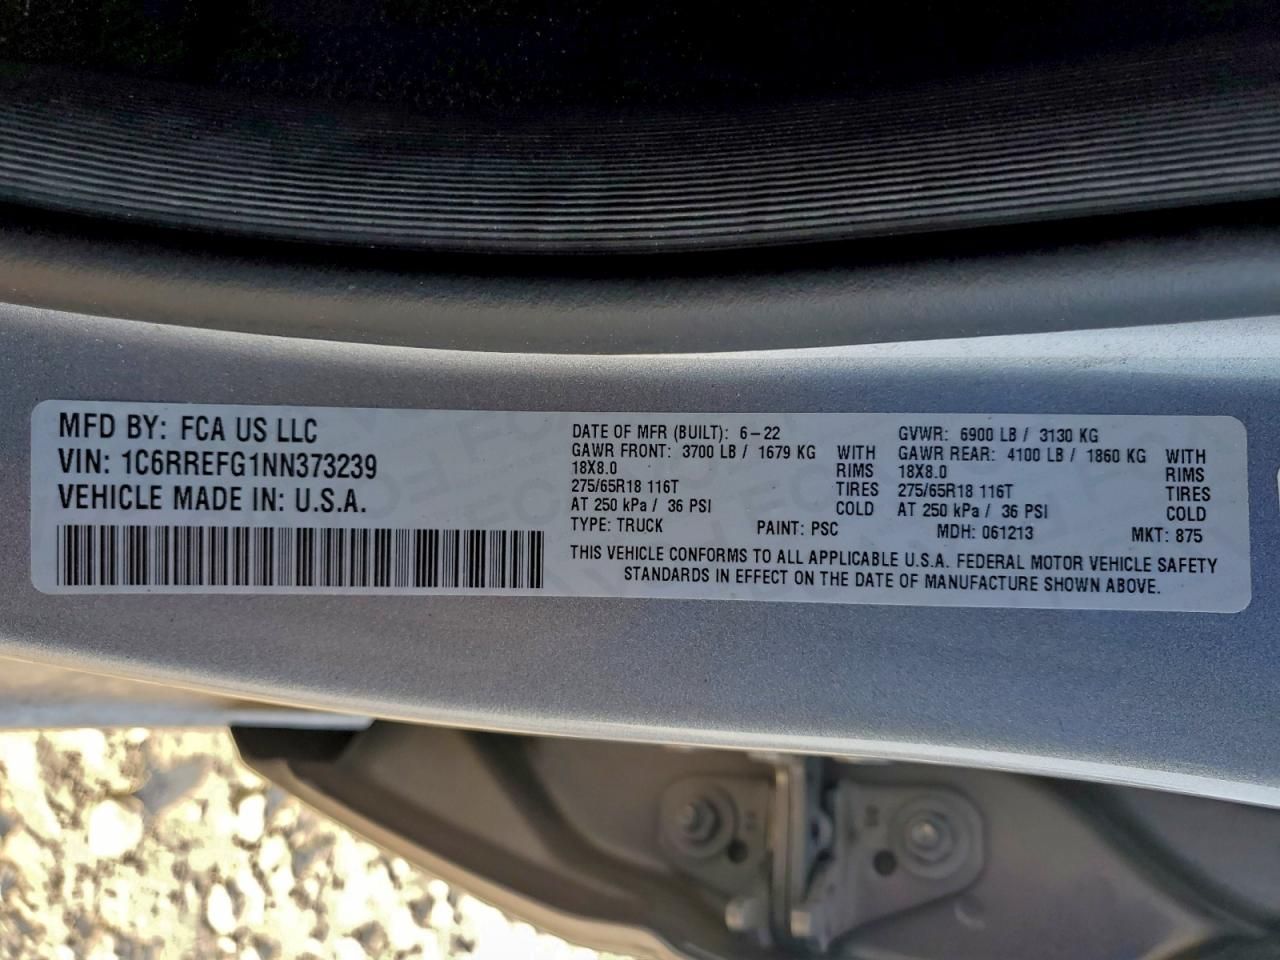 MFD BY: FCA US LLC
VIN: 1C6RREFG1NN373239
VEHICLE MADE IN: U.S.A.
DATE OF MFR (BUILT): 6-22
GAWR FRONT: 3700 LB / 1679 KG WITH
18X8.0 RIMS
275/65R18 116T TIRES
AT 250 kPa / 36 PSI COLD
TYPE: TRUCK PAINT: PSC
GVWR: 6900 LB / 3130 KG
GAWR REAR: 4100 LB / 1860 KG WITH
18X8.0 RIMS
275/65R18 116T TIRES
AT 250 kPa / 36 PSI COLD
MDH: 061213 MKT: 875
THIS VEHICLE CONFORMS TO ALL APPLICABLE U.S.A. FEDERAL MOTOR VEHICLE SAFETY
STANDARDS IN EFFECT ON THE DATE OF MANUFACTURE SHOWN ABOVE.